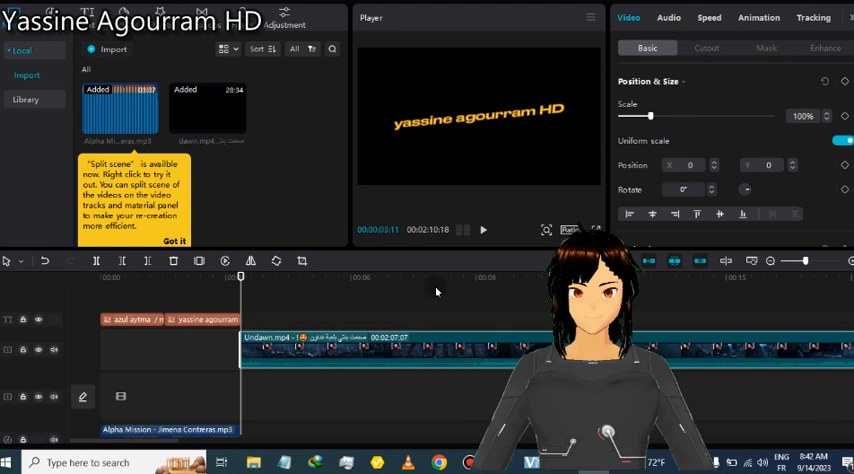 Yassine Agourram HD
Adjustment
Player
Video Audio Speed Animation Tracking
Local
Import
Sort
All
Basic Cutout Mask Enhance
Import
All
Library
Added 03:07
Added 28:34
Alpha Mi...eras.mp3
yassine agourram HD
Position & Size
Scale
100%
Uniform scale
Position X 0 Y 0
Rotate 0°
"Split scene" is availble
now. Right click to try it
out. You can split scene
of the videos on the video
tracks and material panel
to make your re-creation
more efficient.
Got it
00:00:03:11 00:02:10:18
00:00 00:06 00:09 00:15
azul aytma yassine agourram
Undawn.mp4 00:02:07:07
Alpha Mission - Jimena Contreras.mp3
Type here to search
72°F
ENG
FR
8:42 AM
9/14/2023